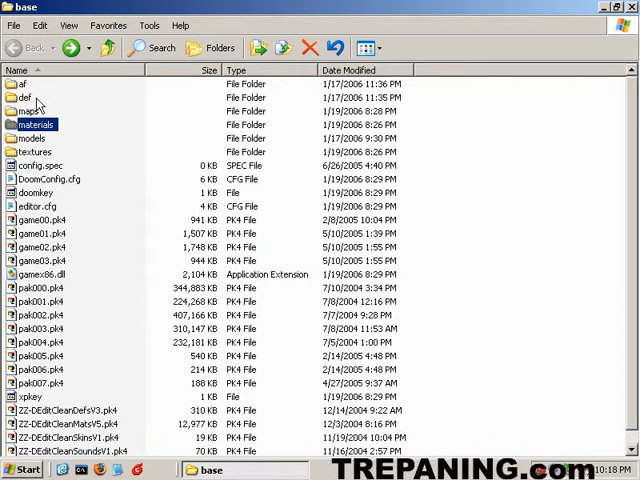 base
File Edit View Favorites Tools Help
Back Search Folders
Name Size Type Date Modified
af File Folder 1/17/2006 11:36 PM
def File Folder 1/17/2006 11:35 PM
maps File Folder 1/19/2006 8:28 PM
materials File Folder 1/19/2006 8:29 PM
models File Folder 1/17/2006 9:30 PM
textures File Folder 1/19/2006 8:29 PM
config.spec 0 KB SPEC File 6/26/2005 4:40 PM
DoomConfig.cfg 6 KB CFG File 1/19/2006 8:29 PM
doomkey 1 KB File 1/19/2006 8:29 PM
editor.cfg 6 KB CFG File 1/19/2006 8:29 PM
game00.pk4 941 KB PK4 File 2/8/2005 10:04 PM
game01.pk4 1,507 KB PK4 File 5/10/2005 1:39 PM
game02.pk4 1,748 KB PK4 File 5/10/2005 1:55 PM
game03.pk4 944 KB PK4 File 5/10/2005 1:55 PM
gamex86.dll 2,104 KB Application Extension 1/19/2006 8:29 PM
pak000.pk4 344,883 KB PK4 File 7/10/2004 3:34 PM
pak001.pk4 224,268 KB PK4 File 7/8/2004 12:16 PM
pak002.pk4 407,166 KB PK4 File 7/7/2004 9:28 PM
pak003.pk4 310,147 KB PK4 File 7/8/2004 11:53 AM
pak004.pk4 232,181 KB PK4 File 7/5/2004 1:00 PM
pak005.pk4 540 KB PK4 File 2/14/2005 4:48 PM
pak006.pk4 214 KB PK4 File 2/14/2005 4:48 PM
pak007.pk4 188 KB PK4 File 4/27/2005 9:37 AM
xpkey 1 KB File 1/19/2006 8:29 PM
ZZ-DEditCleanDefsV3.pk4 310 KB PK4 File 12/14/2004 9:22 AM
ZZ-DEditCleanMatsV5.pk4 12,977 KB PK4 File 12/3/2004 8:16 PM
ZZ-DEditCleanSkinsV1.pk4 19 KB PK4 File 11/19/2004 10:04 PM
ZZ-DEditCleanSoundsV1.pk4 70 KB PK4 File 11/16/2004 2:57 PM
Start base 10:18 PM
TREPANING.com